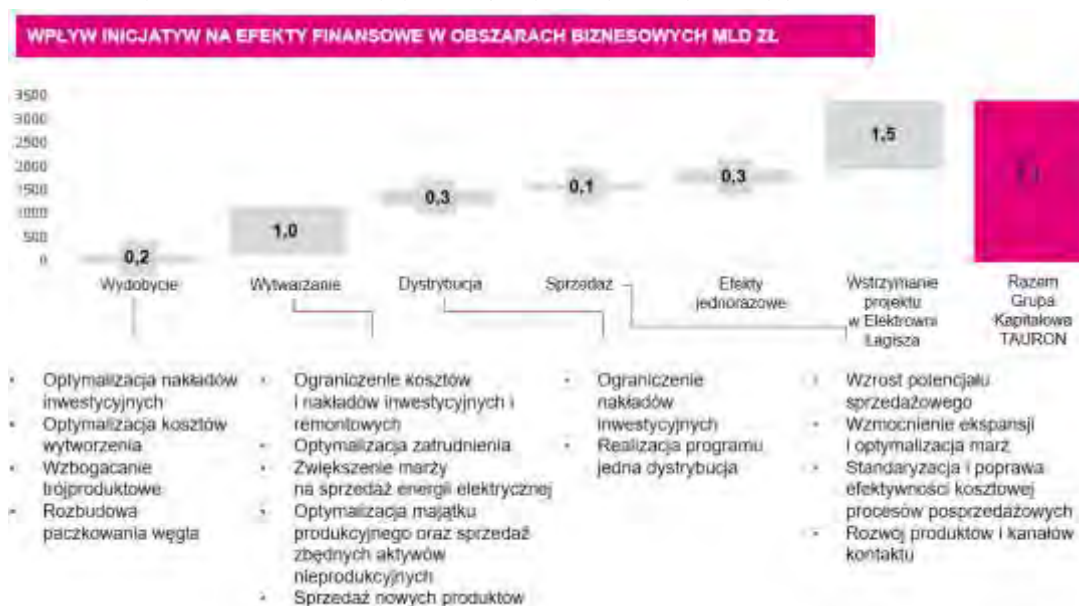 WPŁYW INICJATYW NA EFEKTY FINANSOWE W OBSZARACH BIZNESOWYCH MLD ZŁ
3500
3000
2500
2000
1500
1000
500
0
0,2
1,0
0,3
0,1
0,3
1,5
Wydobycie
Wytwarzanie
Dystrybucja
Sprzedaż
Efekty
jednorazowe
Wstrzymanie
projektu
w Elektrowni
Łagisza
Razem
Grupa
Kapitałowa
TAURON
• Optymalizacja nakładów
inwestycyjnych
• Optymalizacja kosztów
wytworzenia
• Wzbogacanie
trójproduktowe
• Rozbudowa
paczkowania węgla
• Ograniczenie kosztów
i nakładów inwestycyjnych i
remontowych
• Optymalizacja zatrudnienia
• Zwiększenie marży
na sprzedaż energii elektrycznej
• Optymalizacja majątku
produkcyjnego oraz sprzedaż
zbędnych aktywów
nieprodukcyjnych
• Sprzedaż nowych produktów
• Ograniczenie
nakładów
inwestycyjnych
• Realizacja programu
jedna dystrybucja
• Wzrost potencjału
sprzedażowego
• Wzmocnienie ekspansji
i optymalizacja marż
• Standaryzacja i poprawa
efektywności kosztowej
procesów posprzedażowych
• Rozwój produktów i kanałów
kontaktu